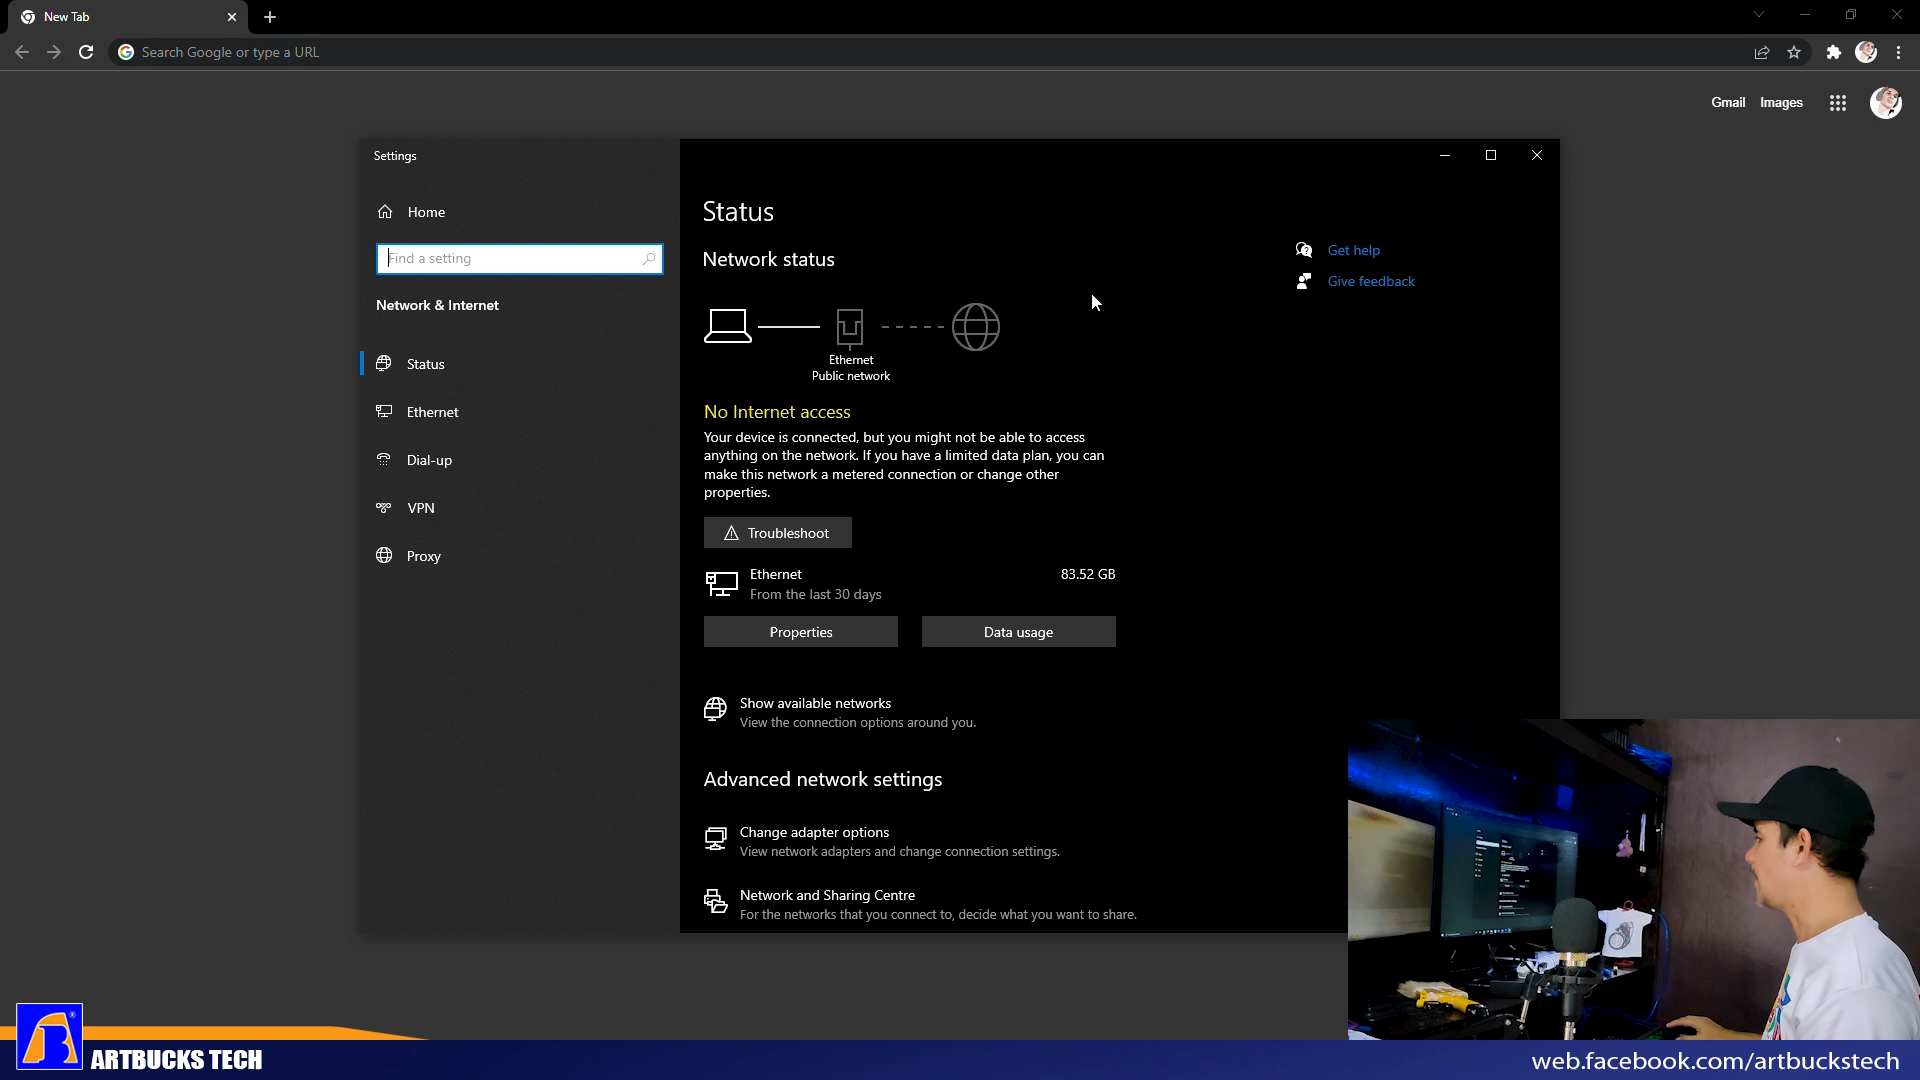 New Tab
Search Google or type a URL
Gmail
Images
Settings
Home
Find a setting
Network & Internet
Status
Ethernet
Dial-up
VPN
Proxy
Status
Network status
Get help
Give feedback
Ethernet
Public network
No Internet access
Your device is connected, but you might not be able to access
anything on the network. If you have a limited data plan, you can
make this network a metered connection or change other
properties.
Troubleshoot
Ethernet
83.52 GB
From the last 30 days
Properties
Data usage
Show available networks
View the connection options around you.
Advanced network settings
Change adapter options
View network adapters and change connection settings.
Network and Sharing Centre
For the networks that you connect to, decide what you want to share.
ARTBUCKS TECH
web.facebook.com/artbuckstech